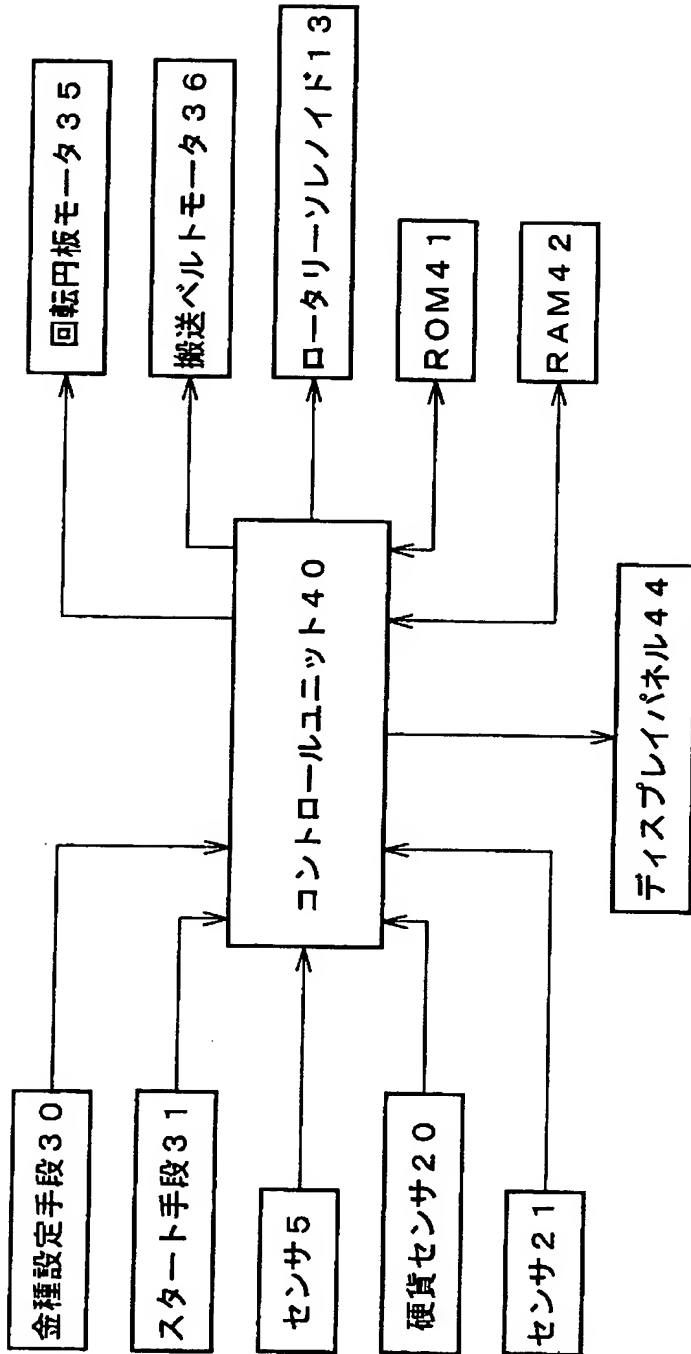 金種設定手段30
スタート手段31
センサ5
硬貨センサ20
センサ21
コントロールユニット40
回転円板モータ35
搬送ベルトモータ36
ロータリーソレノイド13
ROM41
RAM42
ディスプレイパネル44